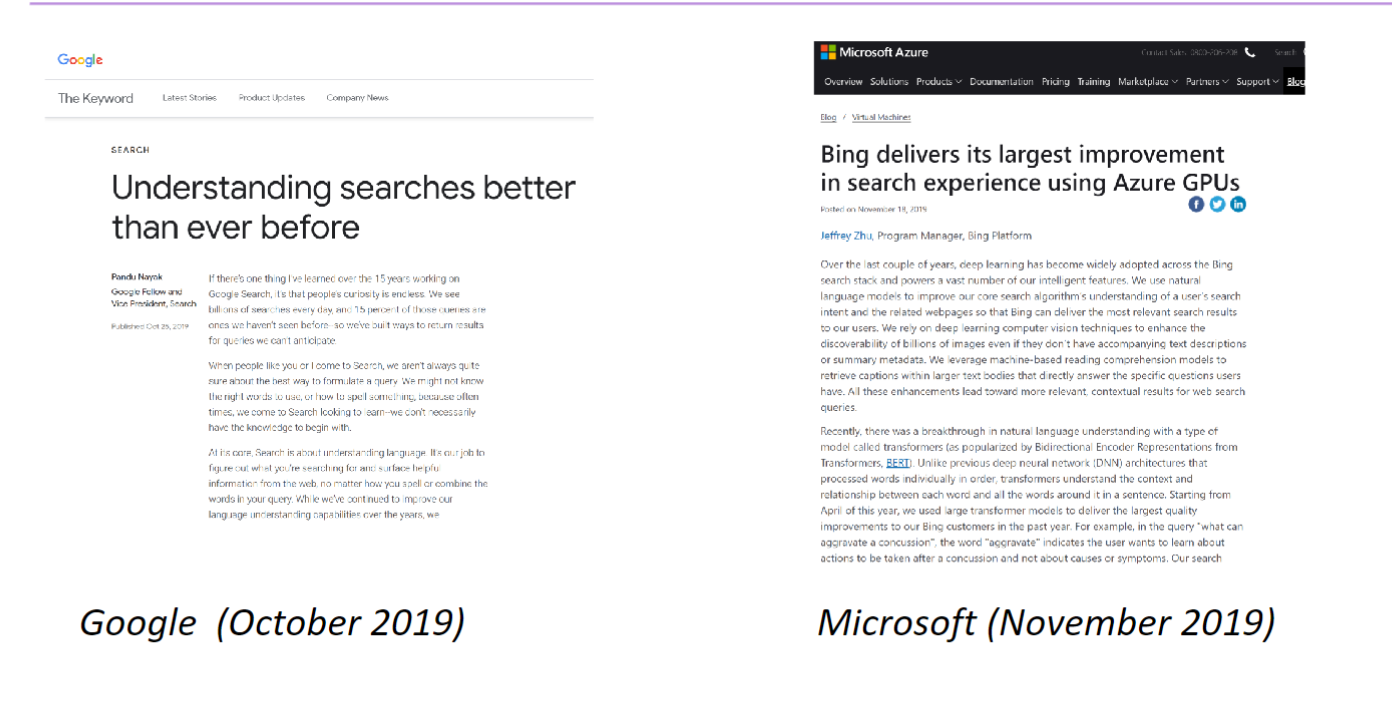 Google
The Keyword Latest Stories Product Updates Company News
SEARCH
Understanding searches better
than ever before
Pandu Nayak
Google Fellow and
Vice President, Search
Published Oct 25, 2019
If there's one thing I've learned over the 15 years working on
Google Search, it's that people's curiosity is endless. We see
billions of searches every day, and 15 percent of those queries are
ones we haven't seen before--so we've built ways to return results
for queries we can't anticipate.
When people like you or I come to Search, we aren't always quite
sure about the best way to formulate a query. We might not know
the right words to use, or how to spell something, because often
times, we come to Search looking to learn--we don't necessarily
have the knowledge to begin with.
At its core, Search is about understanding language. It's our job to
figure out what you're searching for and surface helpful
information from the web, no matter how you spell or combine the
words in your query. While we've continued to improve our
language understanding capabilities over the years, we
Google (October 2019)
Microsoft Azure Contact Sales 0800-206-208 Search
Overview Solutions Products Documentation Pricing Training Marketplace Partners Support Blog
Blog / Virtual Machines
Bing delivers its largest improvement
in search experience using Azure GPUs
Posted on November 18, 2019
Jeffrey Zhu, Program Manager, Bing Platform
Over the last couple of years, deep learning has become widely adopted across the Bing
search stack and powers a vast number of our intelligent features. We use natural
language models to improve our core search algorithm's understanding of a user's search
intent and the related webpages so that Bing can deliver the most relevant search results
to our users. We rely on deep learning computer vision techniques to enhance the
discoverability of billions of images even if they don't have accompanying text descriptions
or summary metadata. We leverage machine-based reading comprehension models to
retrieve captions within larger text bodies that directly answer the specific questions users
have. All these enhancements lead toward more relevant, contextual results for web search
queries.
Recently, there was a breakthrough in natural language understanding with a type of
model called transformers (as popularized by Bidirectional Encoder Representations from
Transformers, BERT). Unlike previous deep neural network (DNN) architectures that
processed words individually in order, transformers understand the context and
relationship between each word and all the words around it in a sentence. Starting from
April of this year, we used large transformer models to deliver the largest quality
improvements to our Bing customers in the past year. For example, in the query "what can
aggravate a concussion", the word "aggravate" indicates the user wants to learn about
actions to be taken after a concussion and not about causes or symptoms. Our search
Microsoft (November 2019)